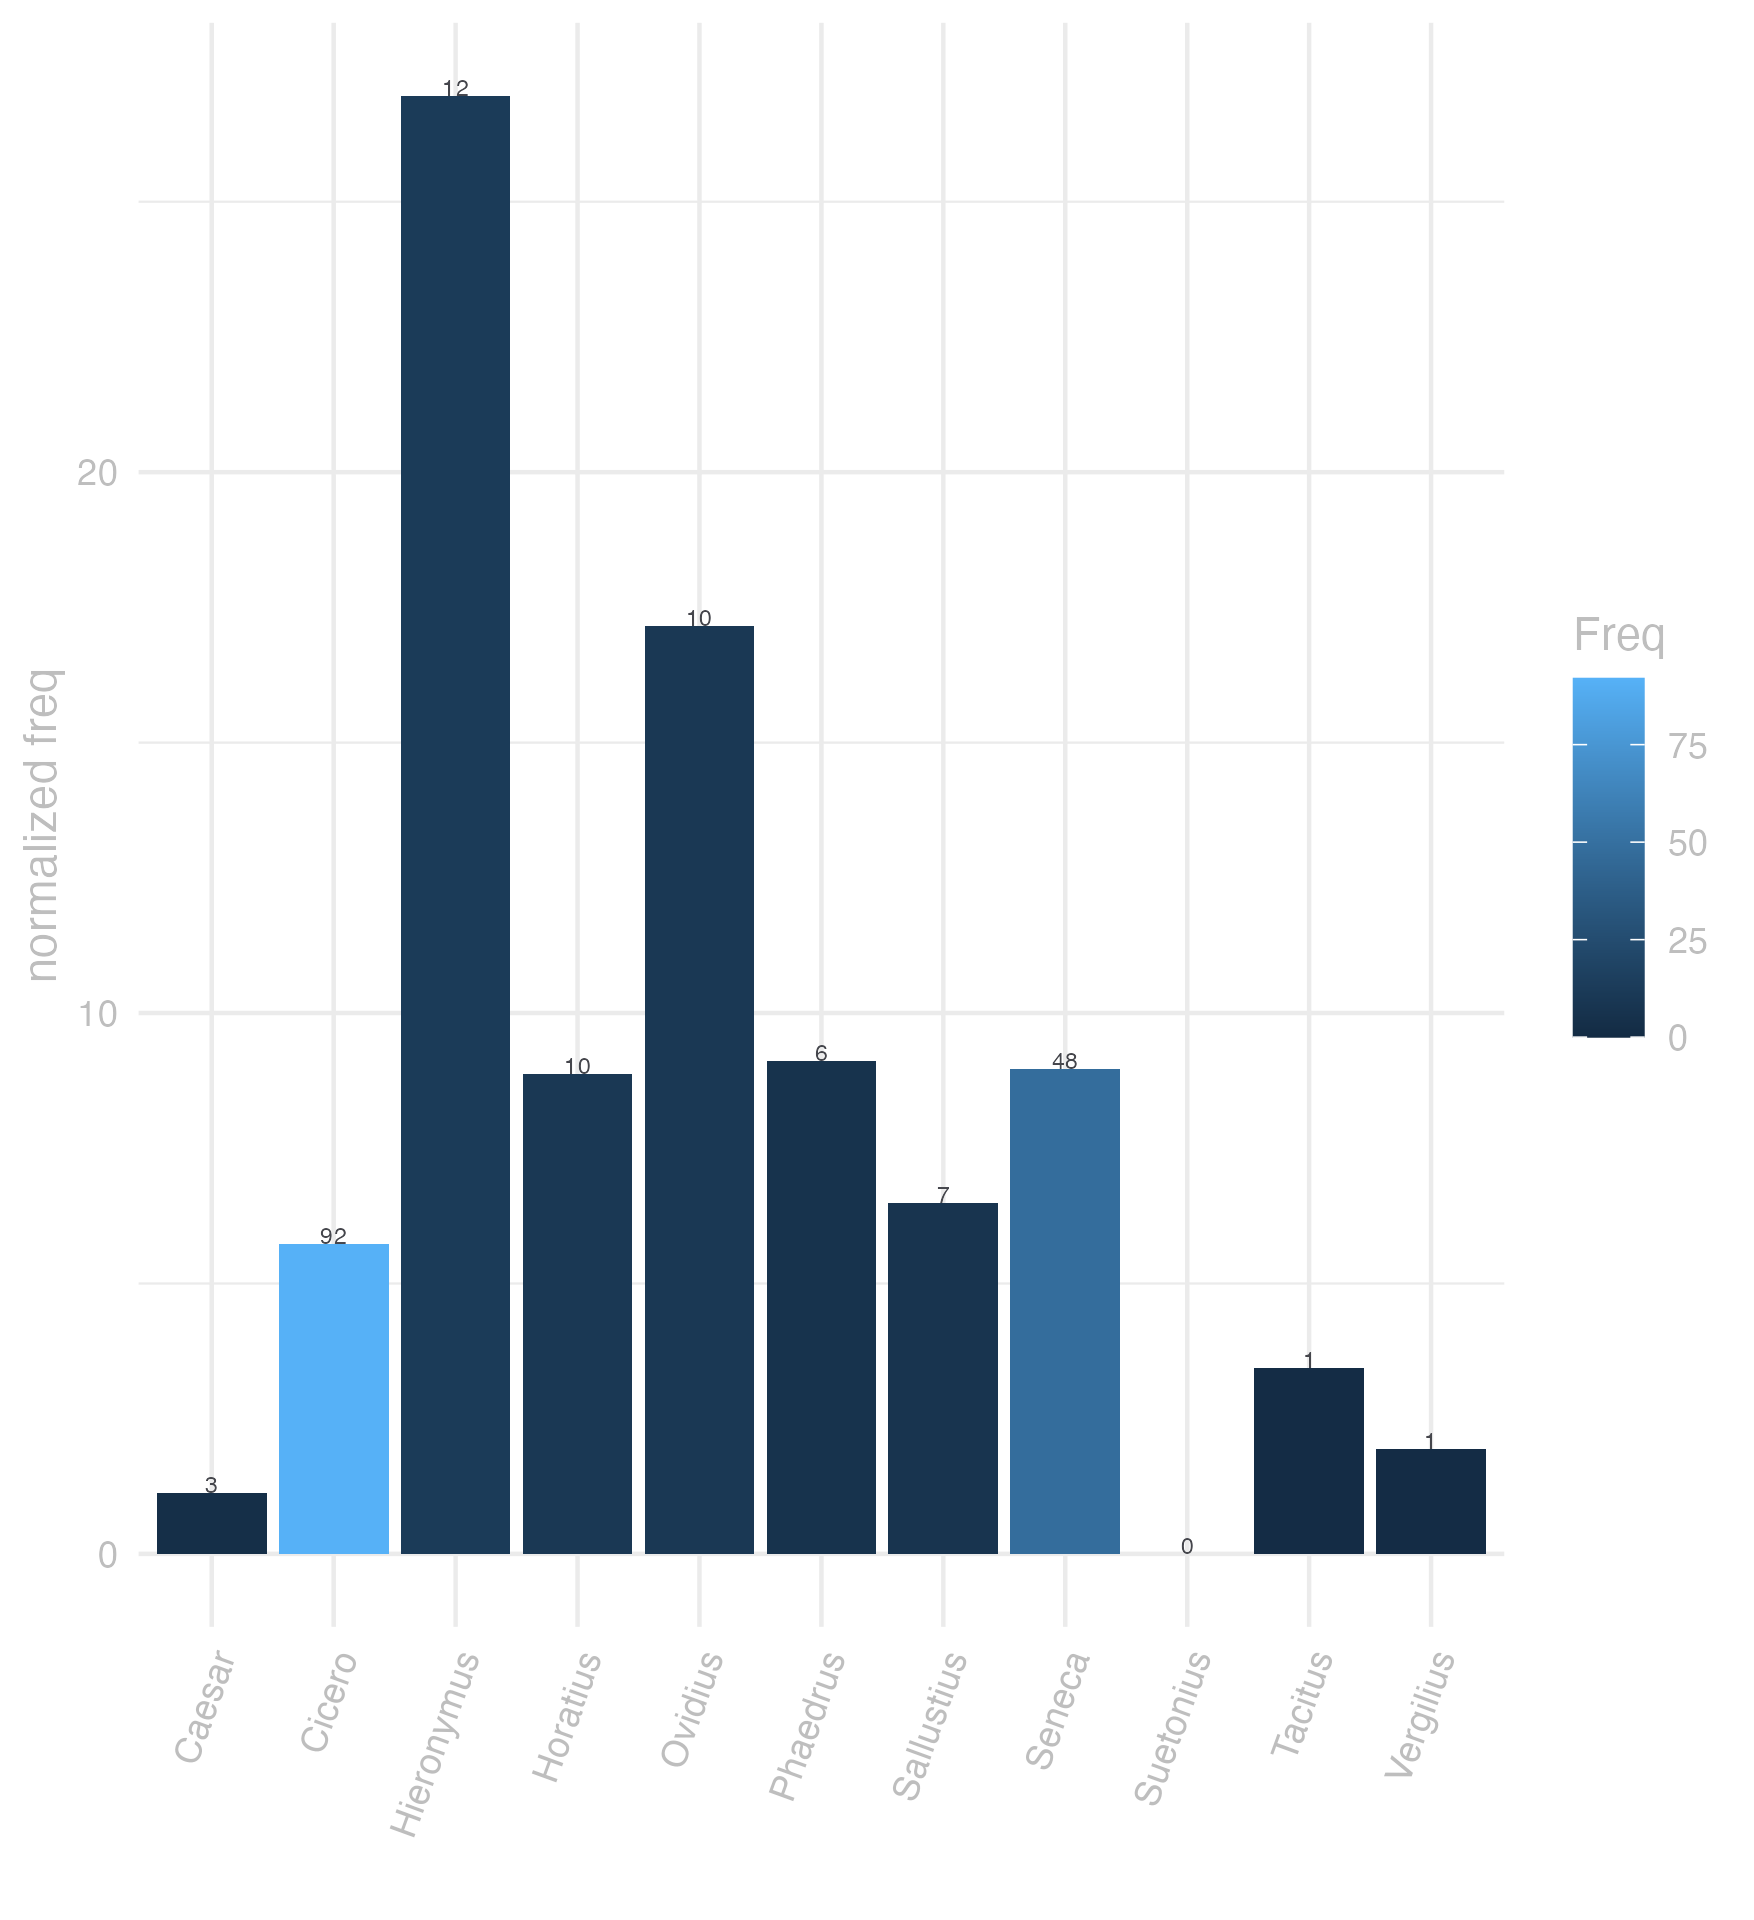 12
20
10
Freq
normalized freq
75
50
25
0
10
10
6
48
7
92
1
1
3
0
0
Caesar
Cicero
Hieronymus
Horatius
Ovidius
Phaedrus
Sallustius
Seneca
Suetonius
Tacitus
Vergilius